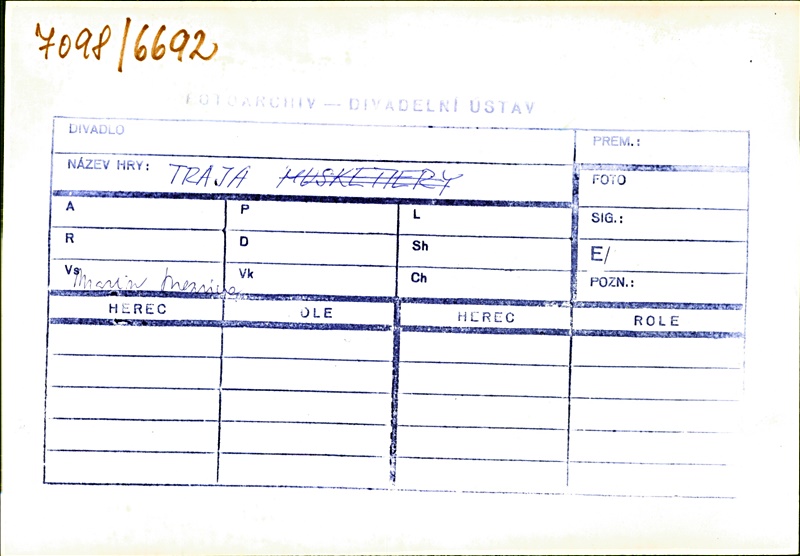 7098/6692
FOTOARCHIV — DIVADELNÍ ÚSTAV
DIVADLO
PREM.:
NÁZEV HRY: TRAJA MUSKETIERY
FOTO
A P L SIG.:
R D Sh E/
Vs Vk Ch POZN.:
HEREC OLE HEREC ROLE